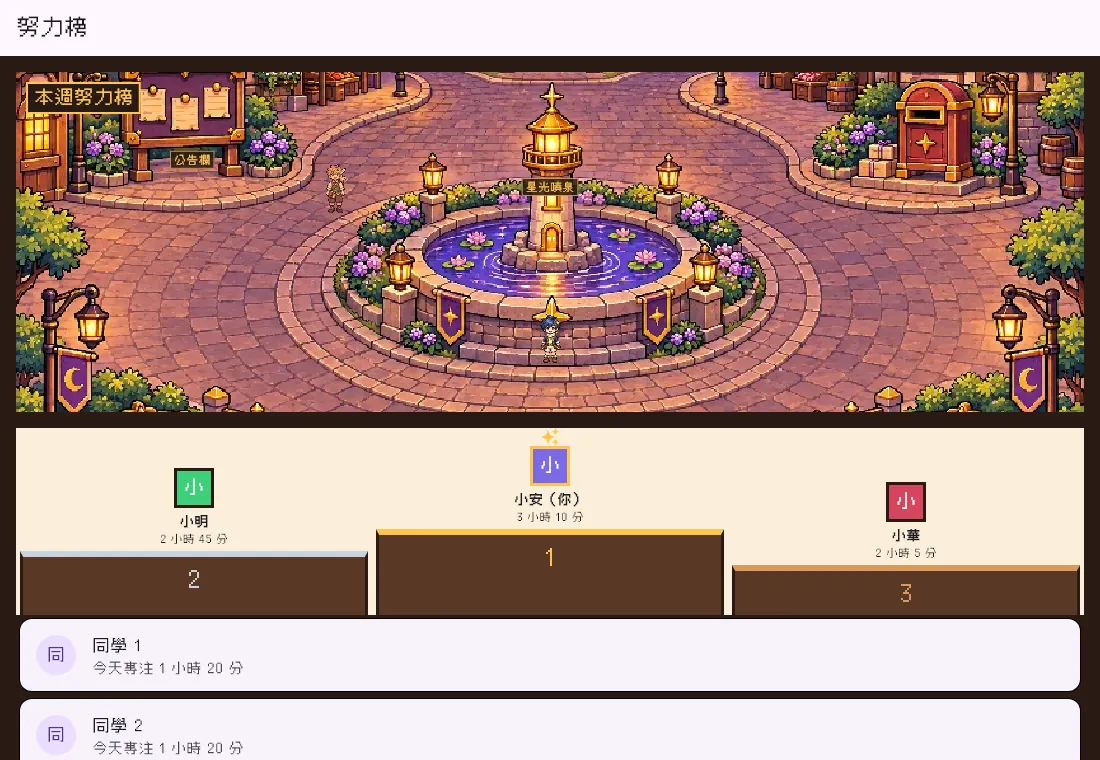 努力榜
本週努力榜
公告欄
星光噴泉
小
小
小
小明
2 小時 45 分
小安（你）
3 小時 10 分
小華
2 小時 5 分
2
1
3
同
同學 1
今天專注 1 小時 20 分
同
同學 2
今天專注 1 小時 20 分